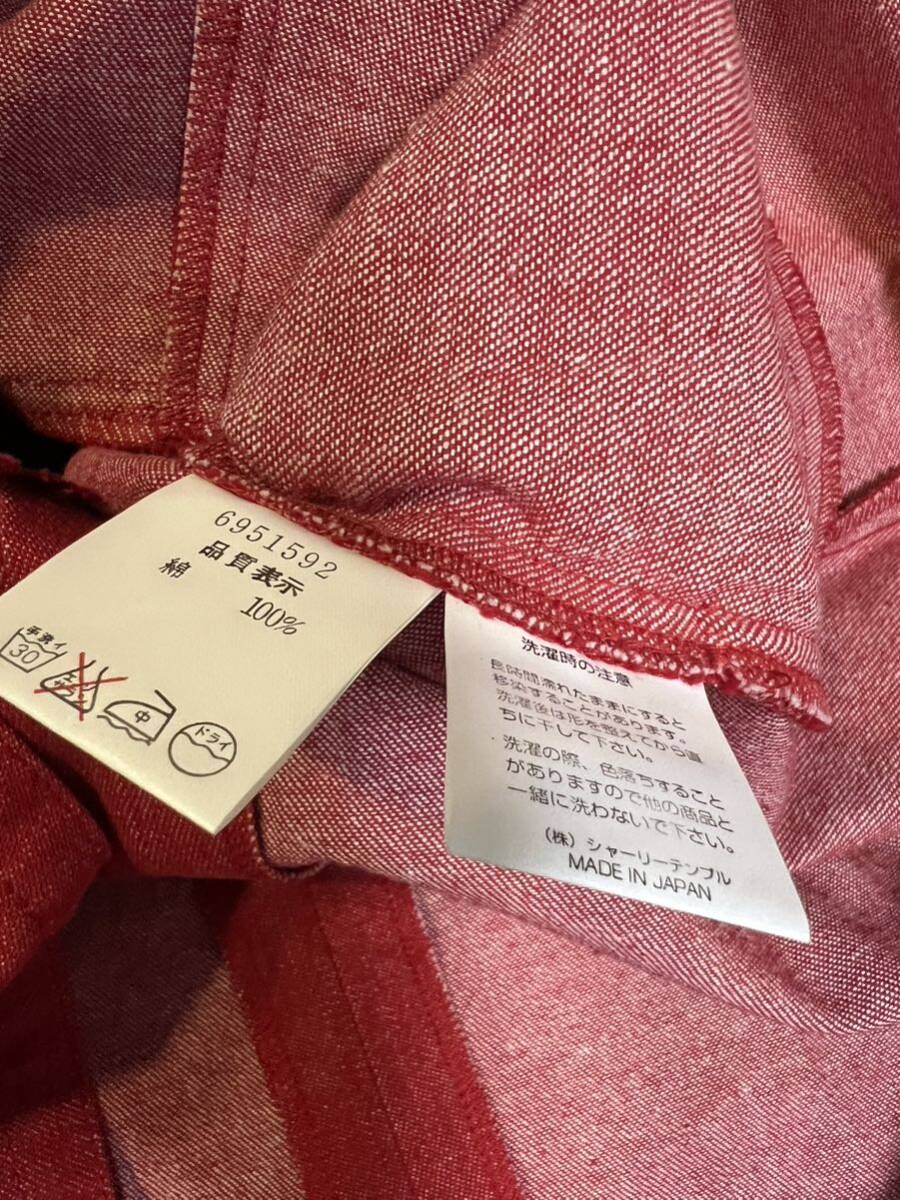 6951592
品質表示
綿
100%
手洗イ
30
中
ドライ
洗濯時の注意
・長時間濡れたままにすると
移染することがあります。
洗濯後は形を整えてから直
ちに干して下さい。
・洗濯の際、色落ちすること
がありますので他の商品と
一緒に洗わないで下さい。
(株)シャーリーテンプル
MADE IN JAPAN